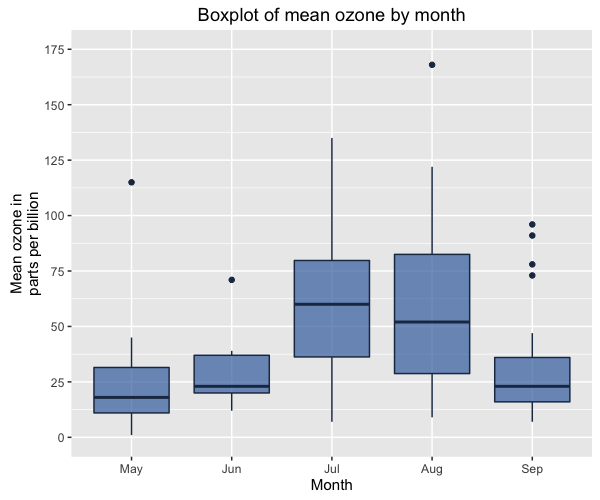 Boxplot of mean ozone by month
Mean ozone in
parts per billion
175
150
125
100
75
50
25
0
May
Jun
Jul
Aug
Sep
Month